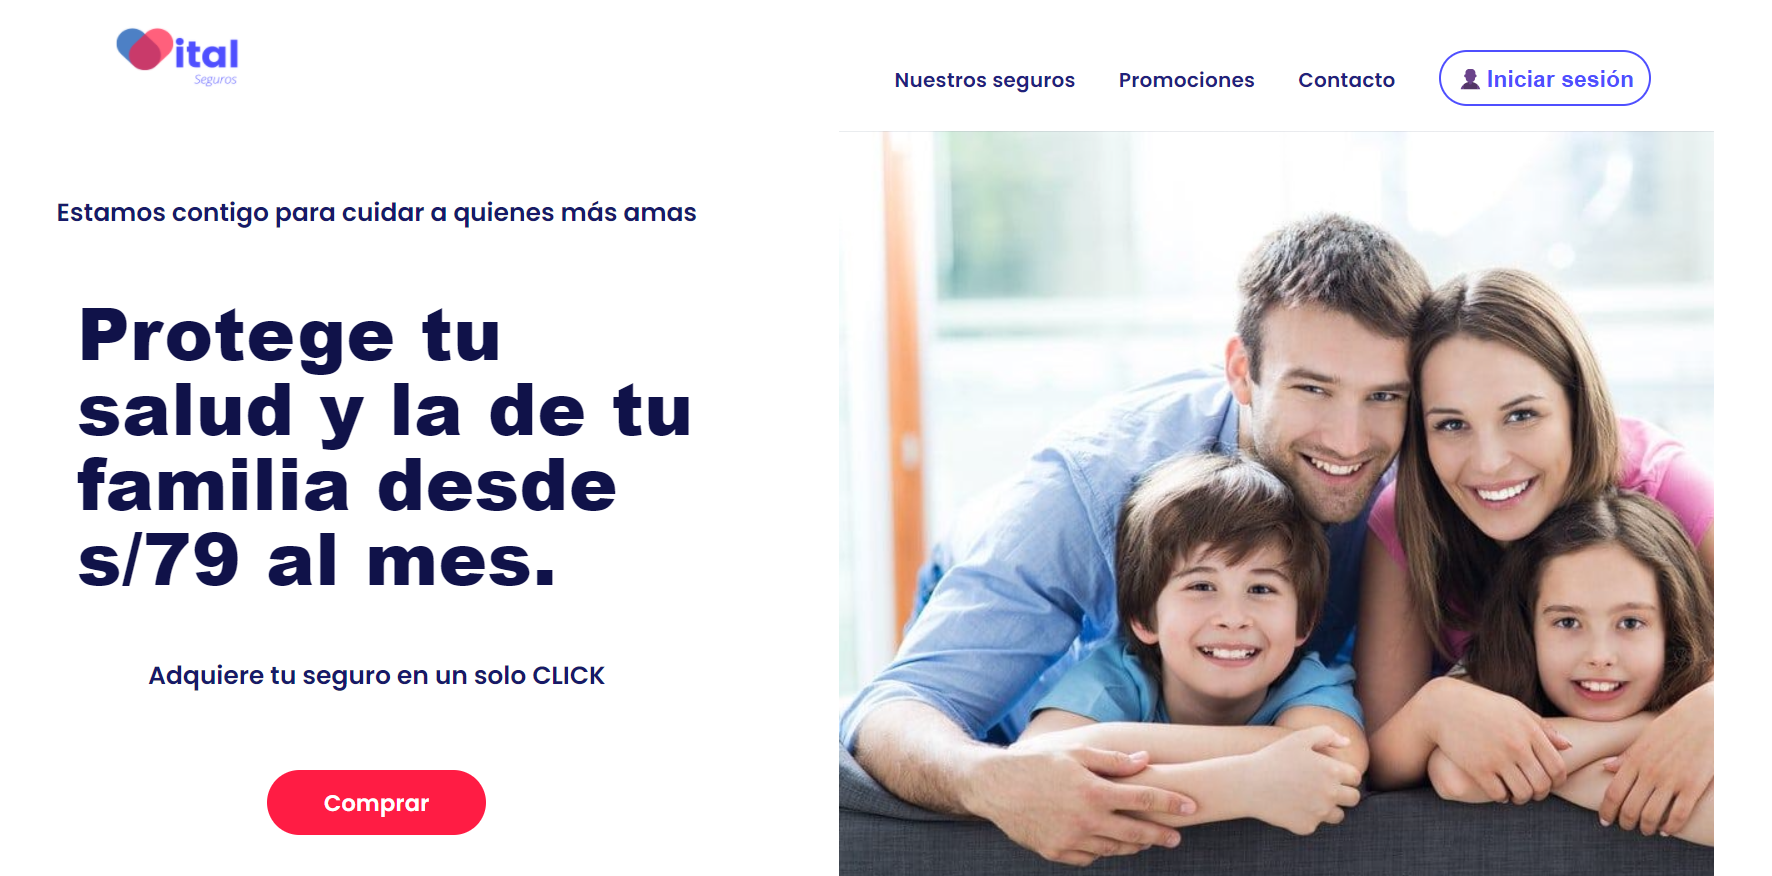 ital
Seguros
Nuestros seguros
Promociones
Contacto
Iniciar sesión
Estamos contigo para cuidar a quienes más amas
Protege tu
salud y la de tu
familia desde
s/79 al mes.
Adquiere tu seguro en un solo CLICK
Comprar